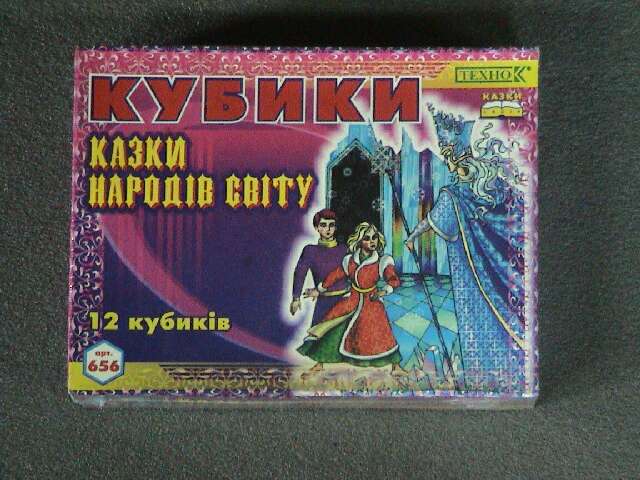 КУБИКИ
ТЕХНОК
КАЗКИ
КАЗКИ
НАРОДІВ СВІТУ
12 кубиків
арт.
656